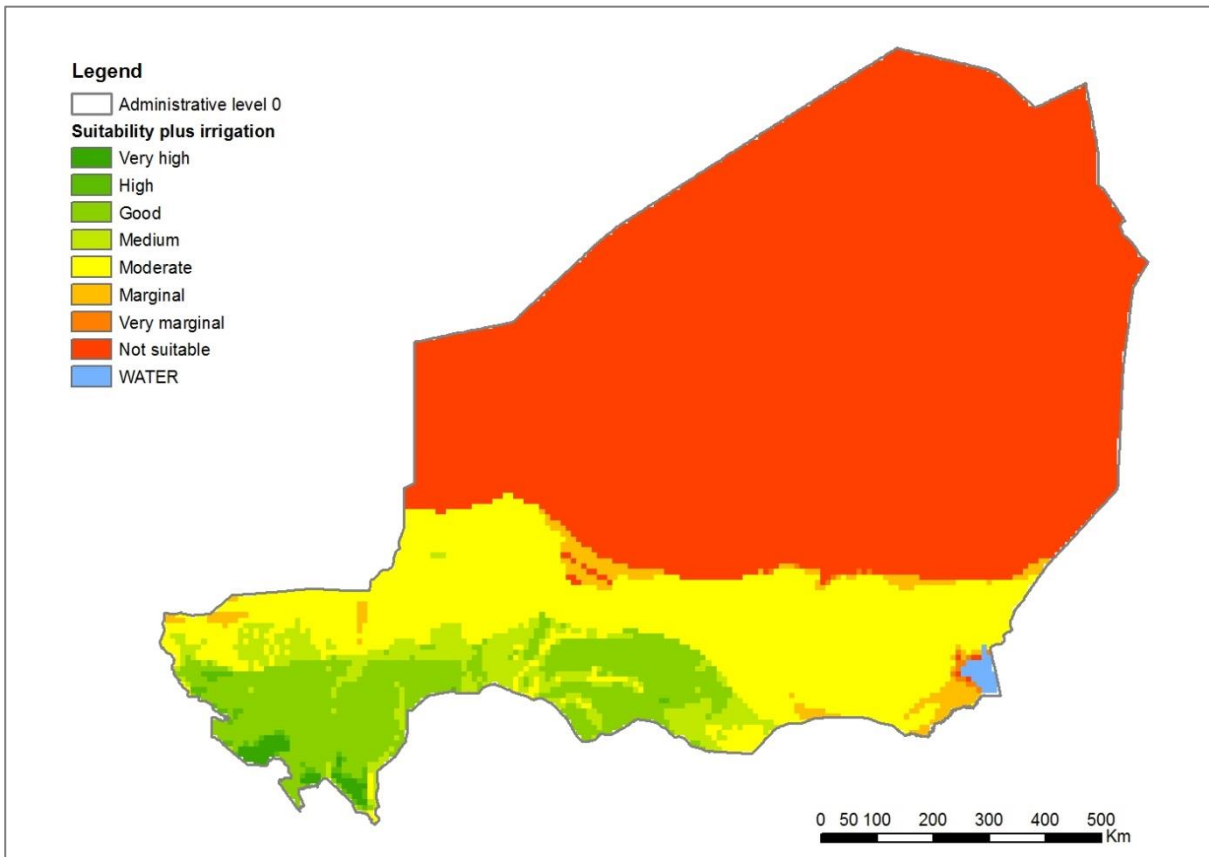 Legend
Administrative level 0
Suitability plus irrigation
Very high
High
Good
Medium
Moderate
Marginal
Very marginal
Not suitable
WATER
0 50 100 200 300 400 500
Km